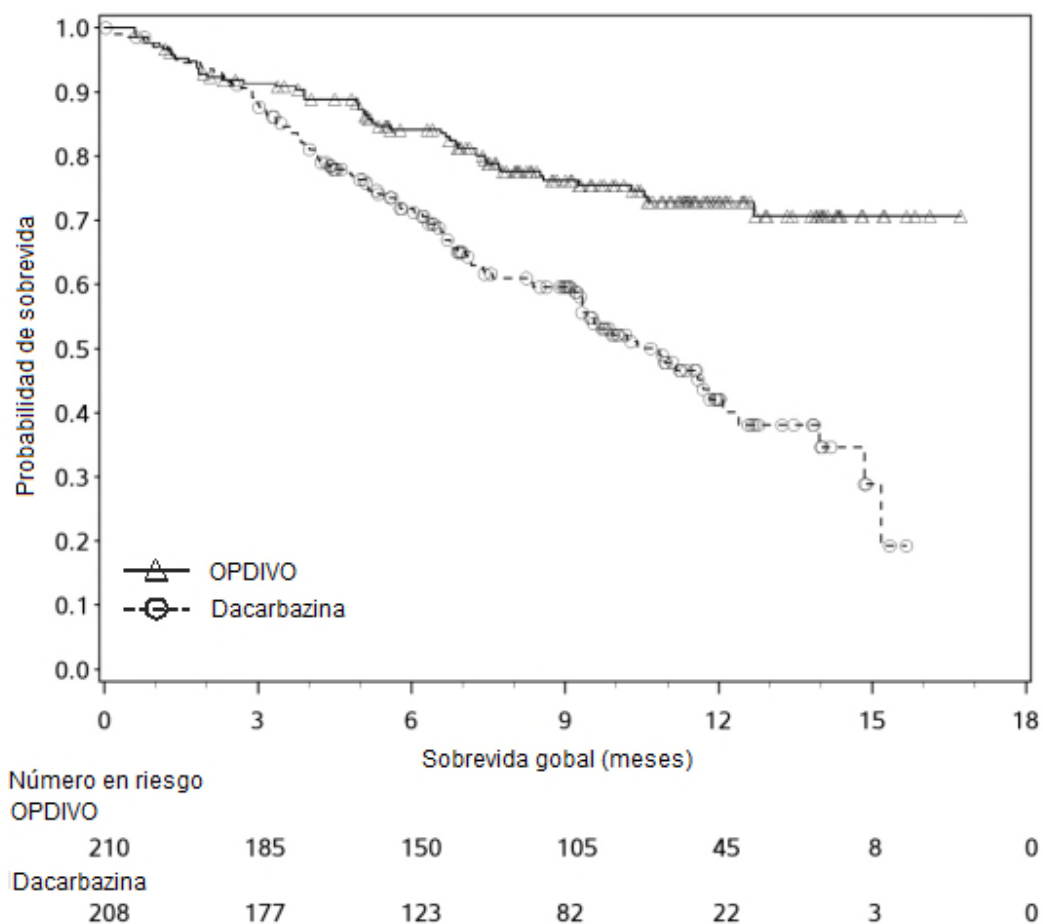 1.0
0.9
0.8
0.7
0.6
0.5
0.4
0.3
0.2
0.1
0.0
Probabilidad de sobrevida
OPDIVO
Dacarbazina
0 3 6 9 12 15 18
Sobrevida gobal (meses)
Número en riesgo
OPDIVO
210 185 150 105 45 8 0
Dacarbazina
208 177 123 82 22 3 0